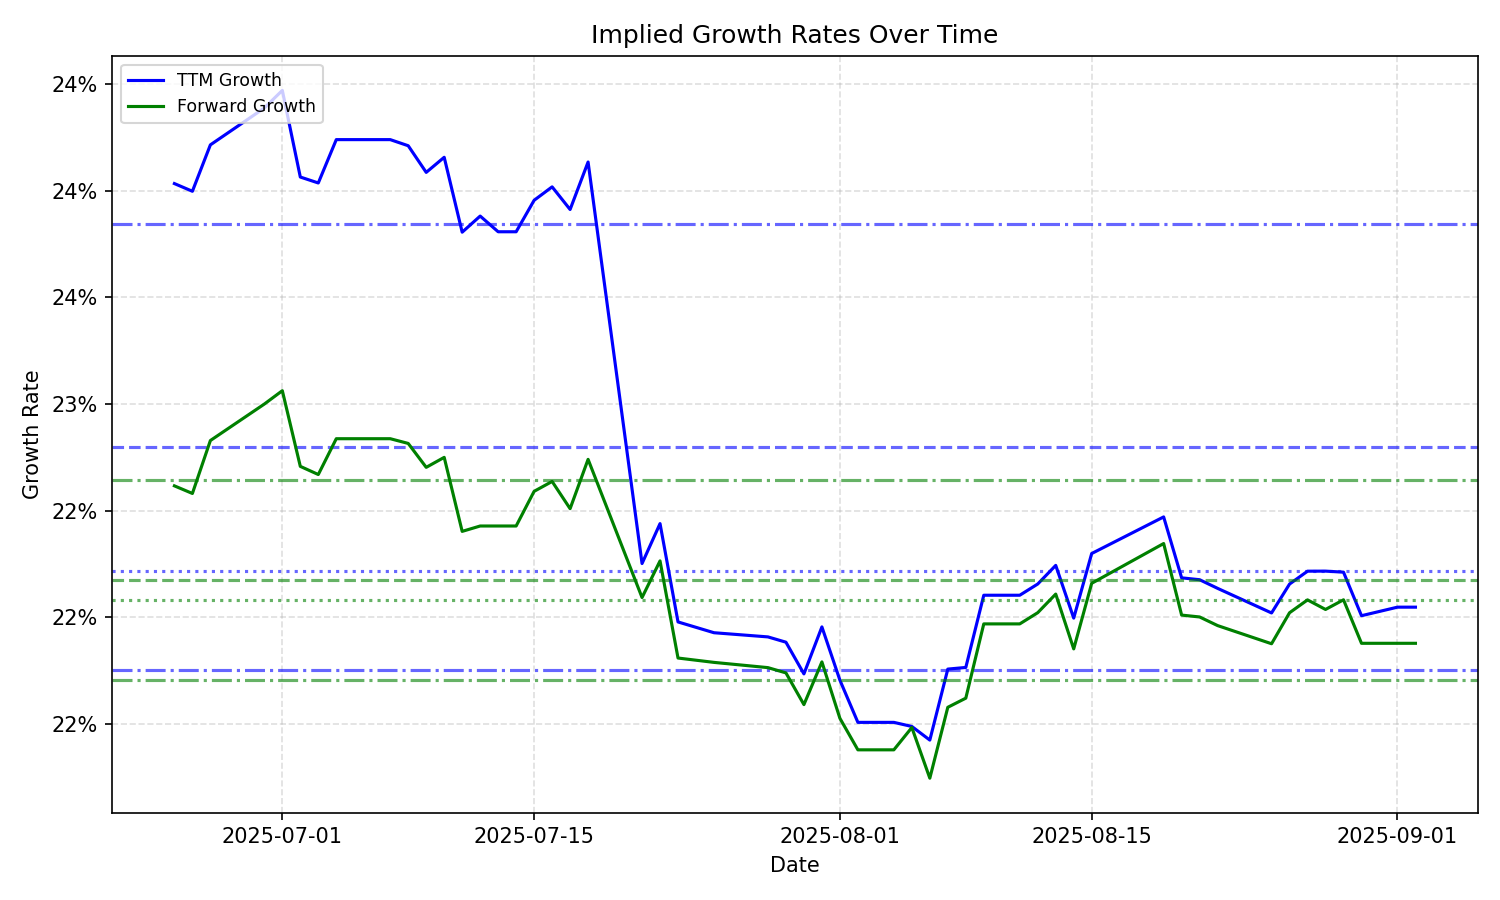 Implied Growth Rates Over Time
TTM Growth
Forward Growth
24%
24%
24%
23%
22%
22%
22%
Growth Rate
2025-07-01
2025-07-15
2025-08-01
2025-08-15
2025-09-01
Date